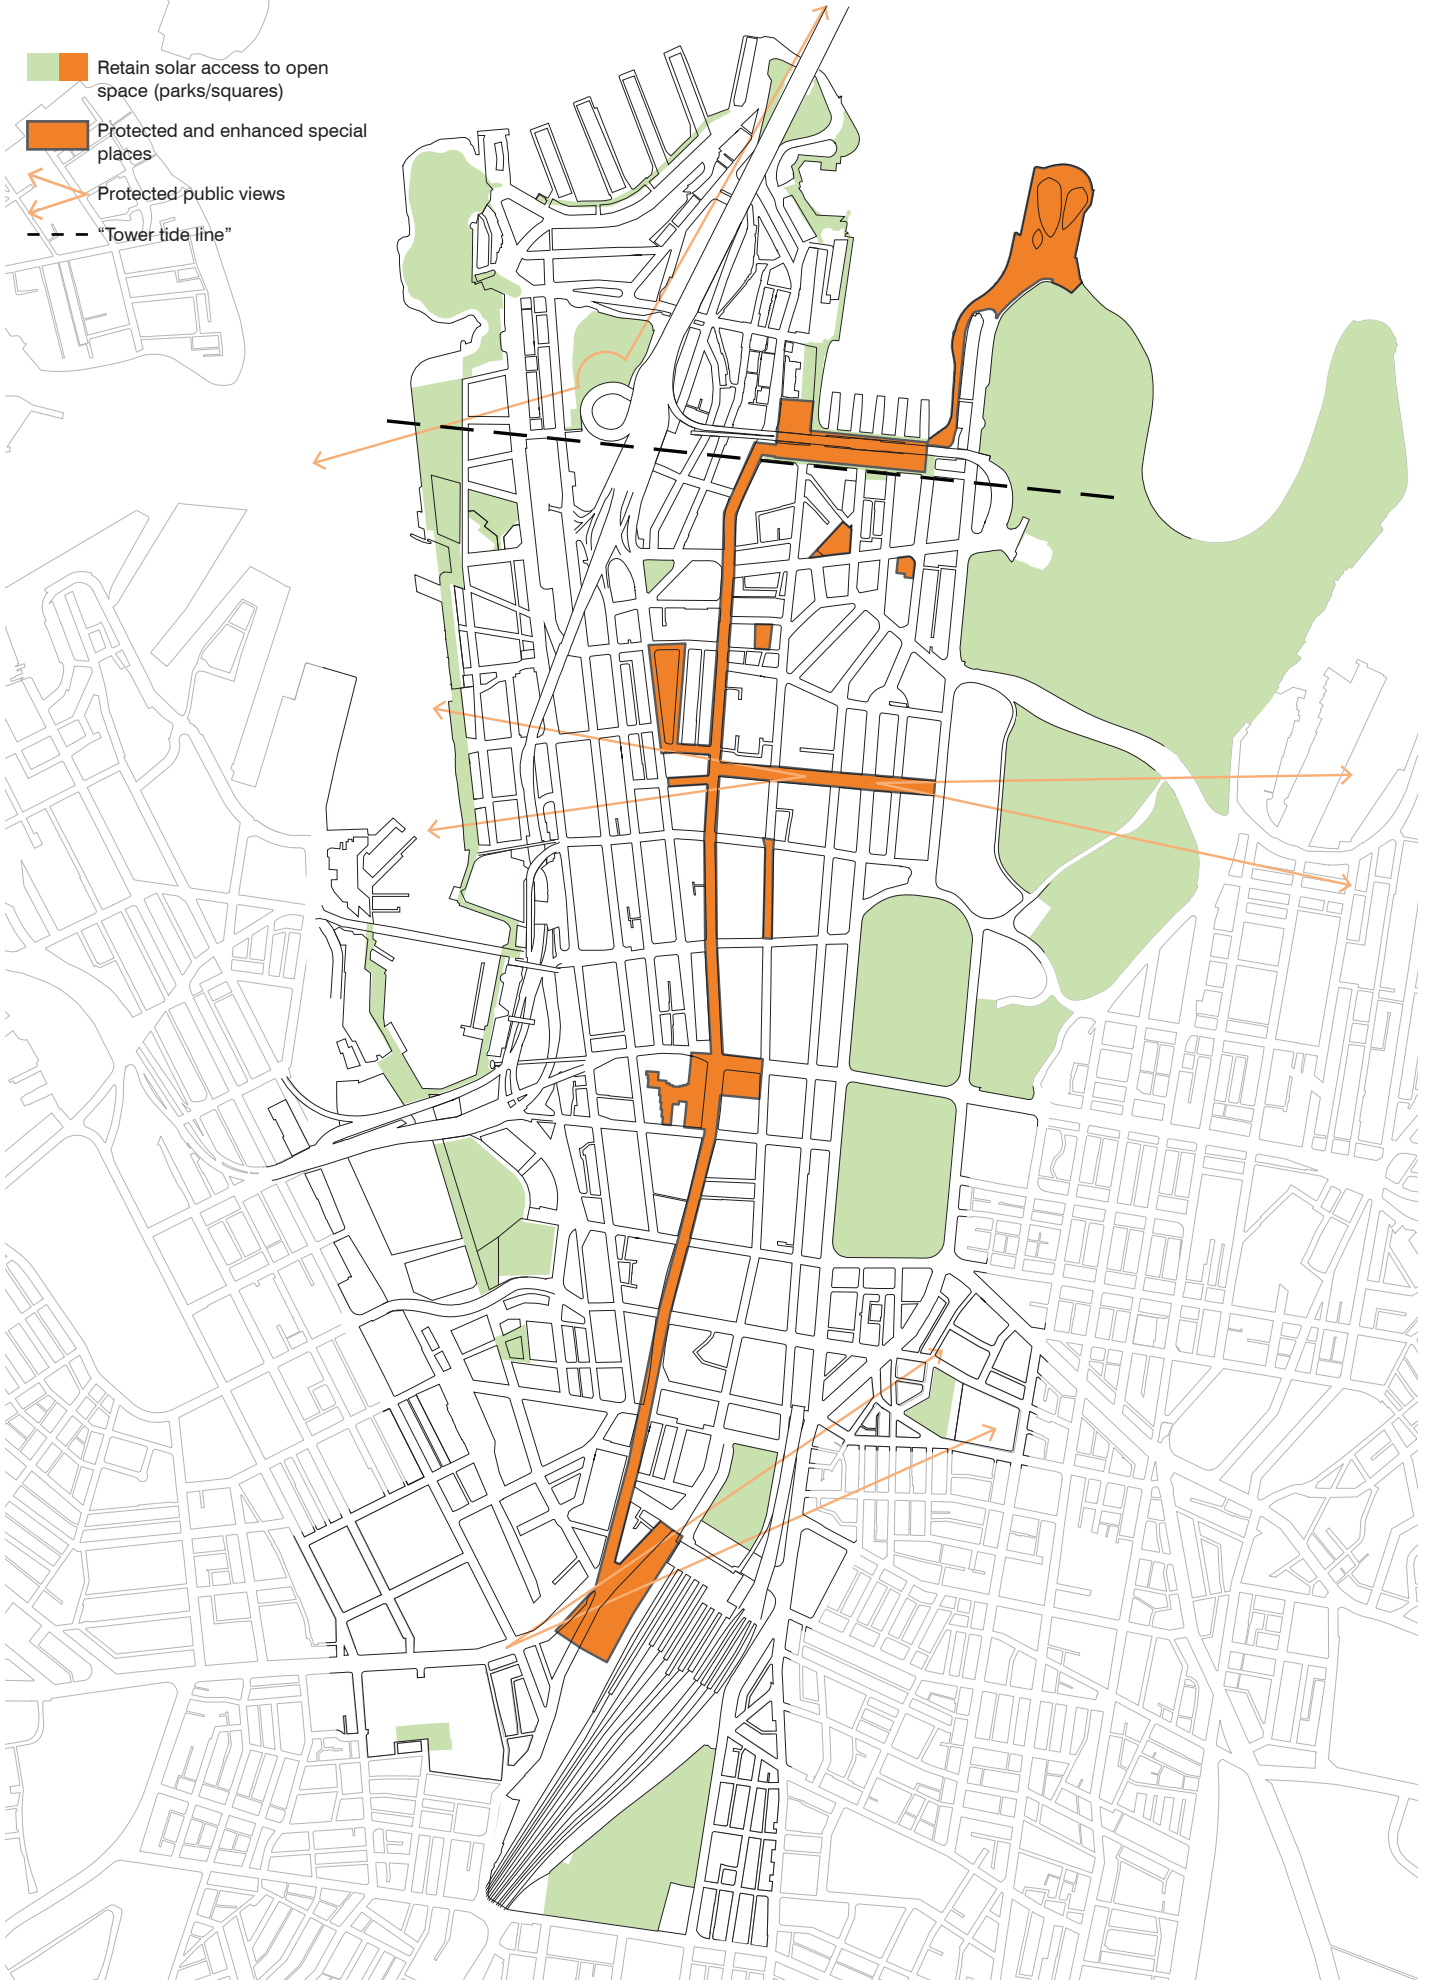 Retain solar access to open
space (parks/squares)
Protected and enhanced special
places
Protected public views
“Tower tide line”